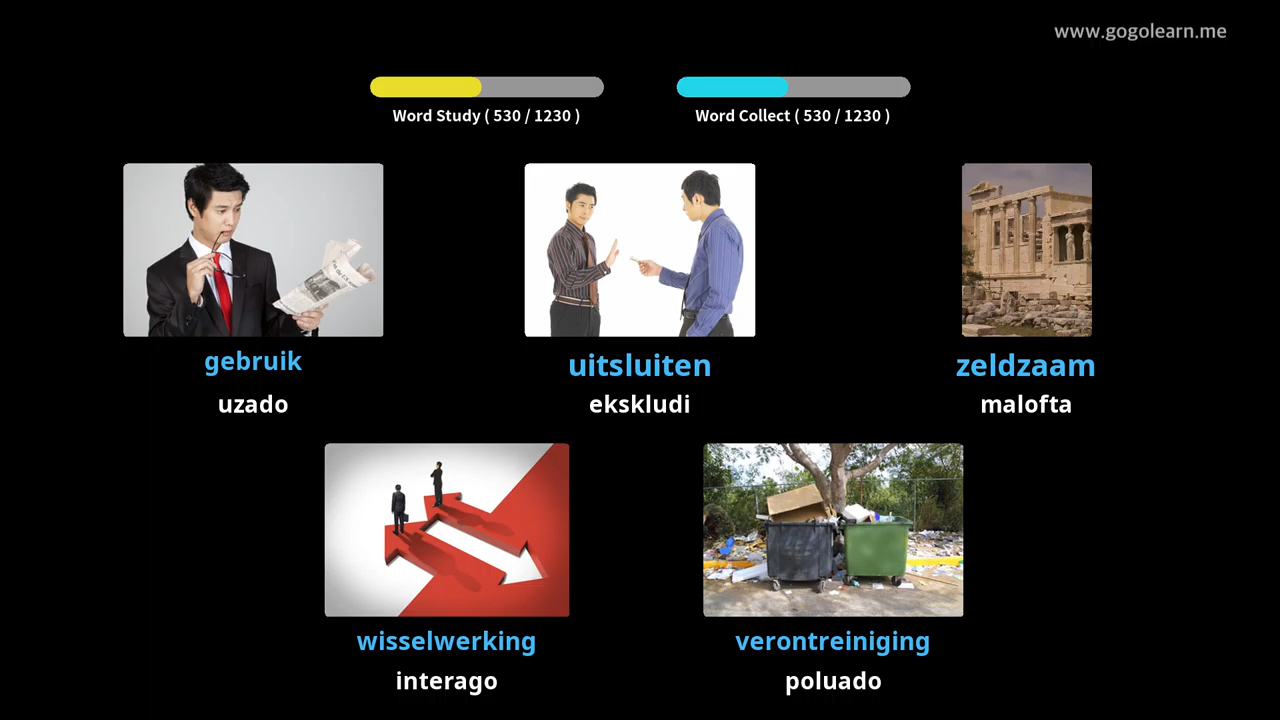 www.gogolearn.me
Word Study ( 530 / 1230 )
Word Collect ( 530 / 1230 )
gebruik
uitsluiten
zeldzaam
uzado
ekskludi
malofta
wisselwerking
verontreiniging
interago
poluado